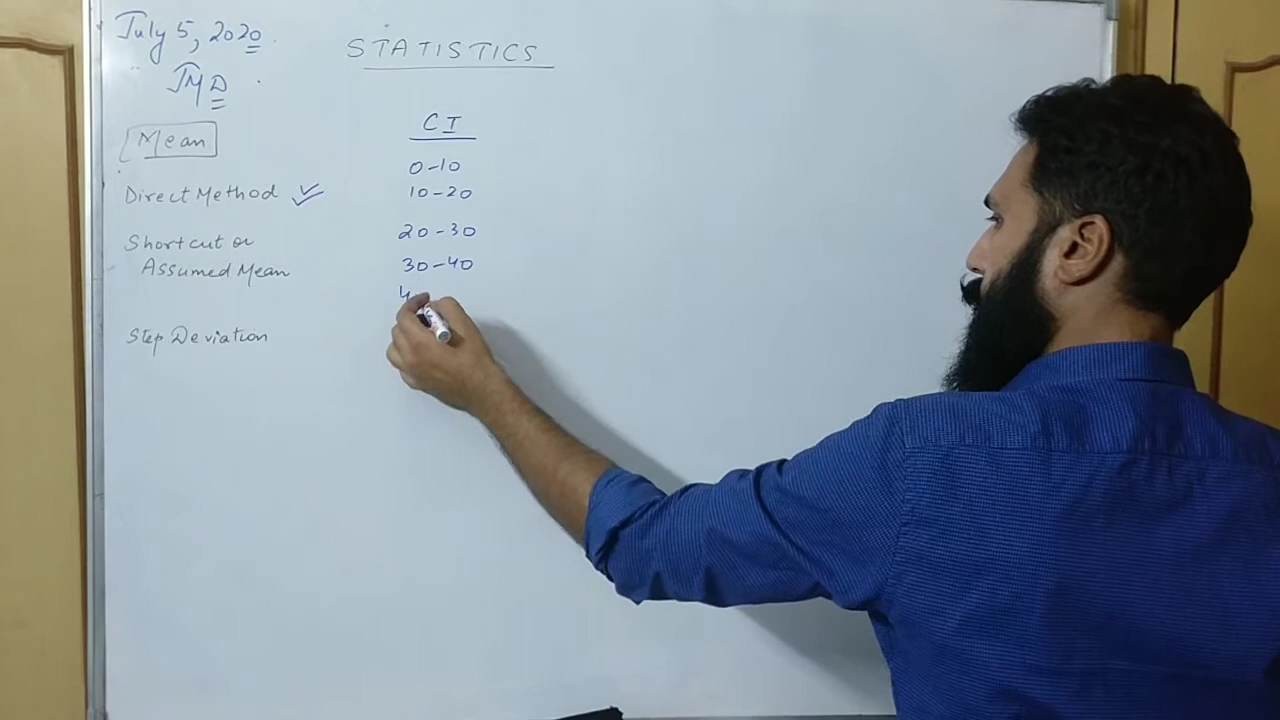 July 5, 2020
JMD
STATISTICS
Mean
Direct Method
Shortcut or
Assumed Mean
Step Deviation
CI
0-10
10-20
20-30
30-40
4